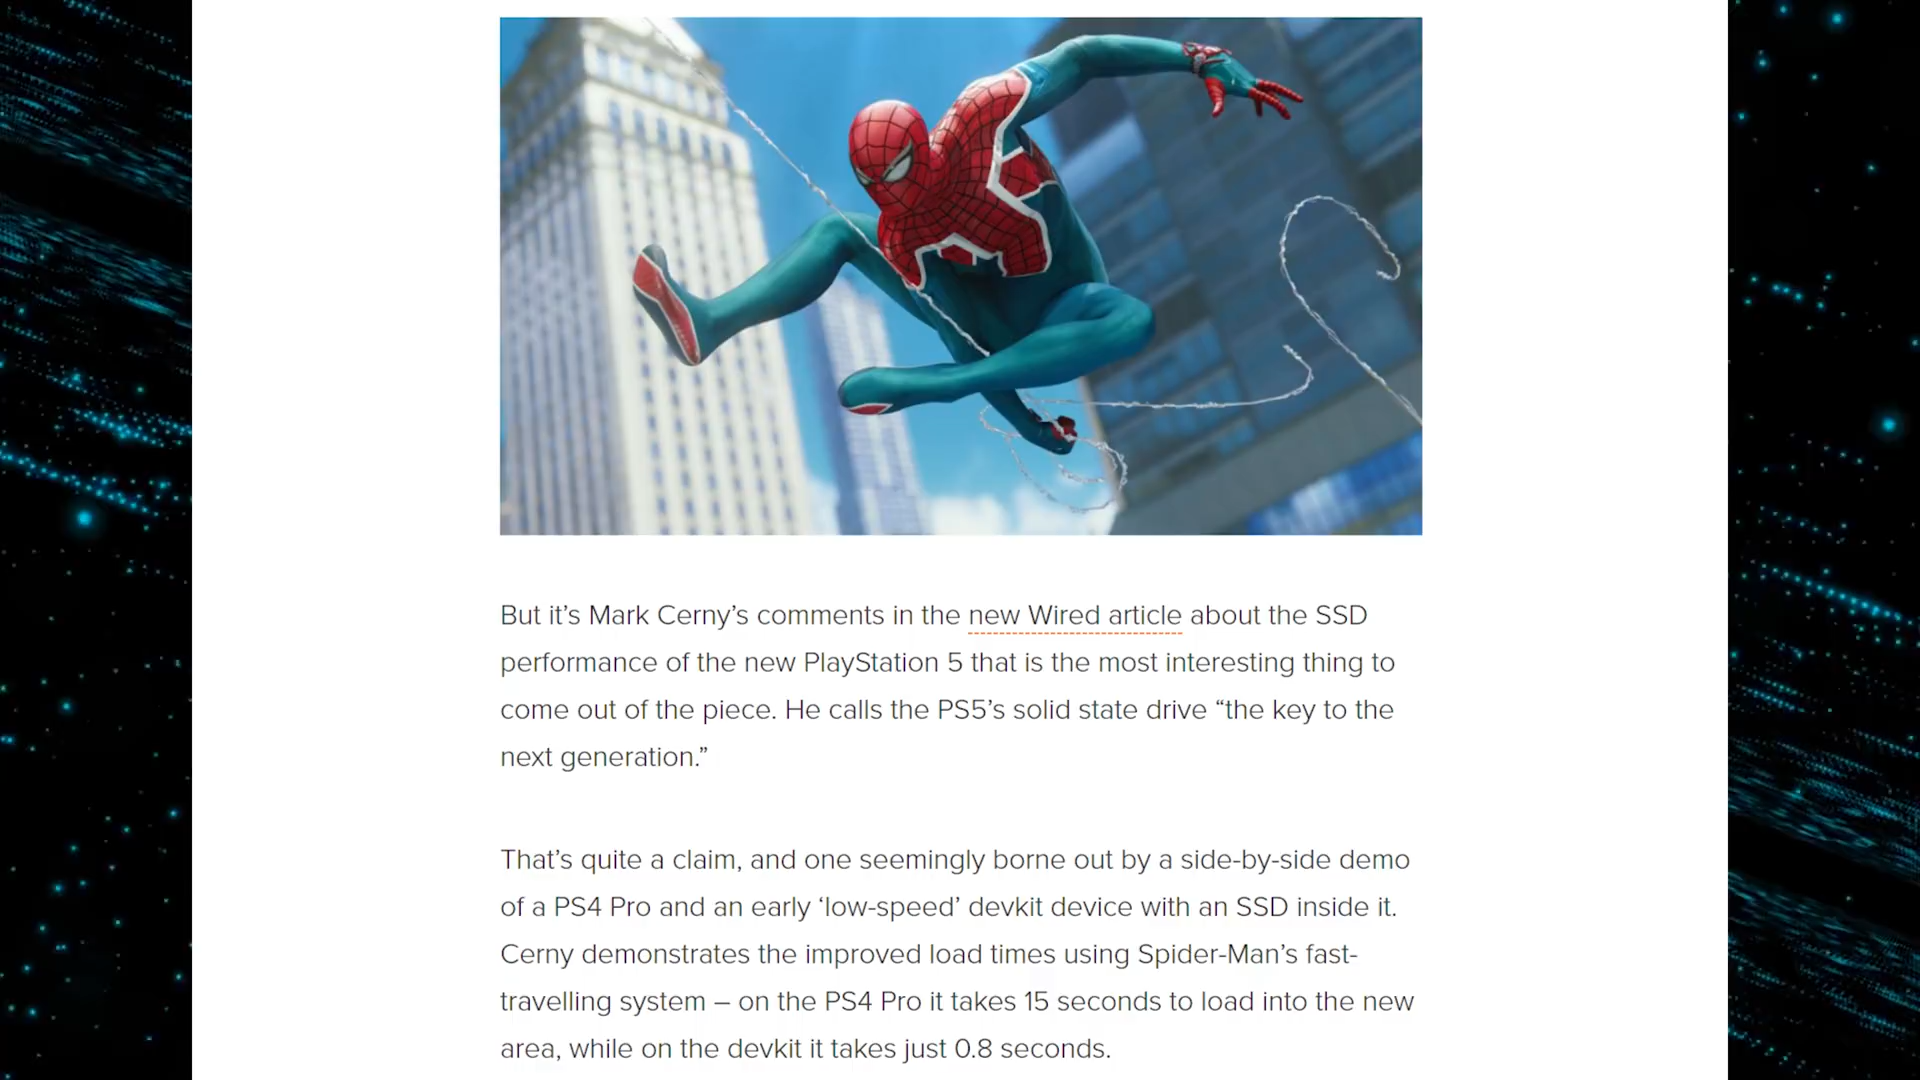 But it’s Mark Cerny’s comments in the new Wired article about the SSD
performance of the new PlayStation 5 that is the most interesting thing to
come out of the piece. He calls the PS5’s solid state drive “the key to the
next generation.”
That’s quite a claim, and one seemingly borne out by a side-by-side demo
of a PS4 Pro and an early ‘low-speed’ devkit device with an SSD inside it.
Cerny demonstrates the improved load times using Spider-Man’s fast-
travelling system – on the PS4 Pro it takes 15 seconds to load into the new
area, while on the devkit it takes just 0.8 seconds.